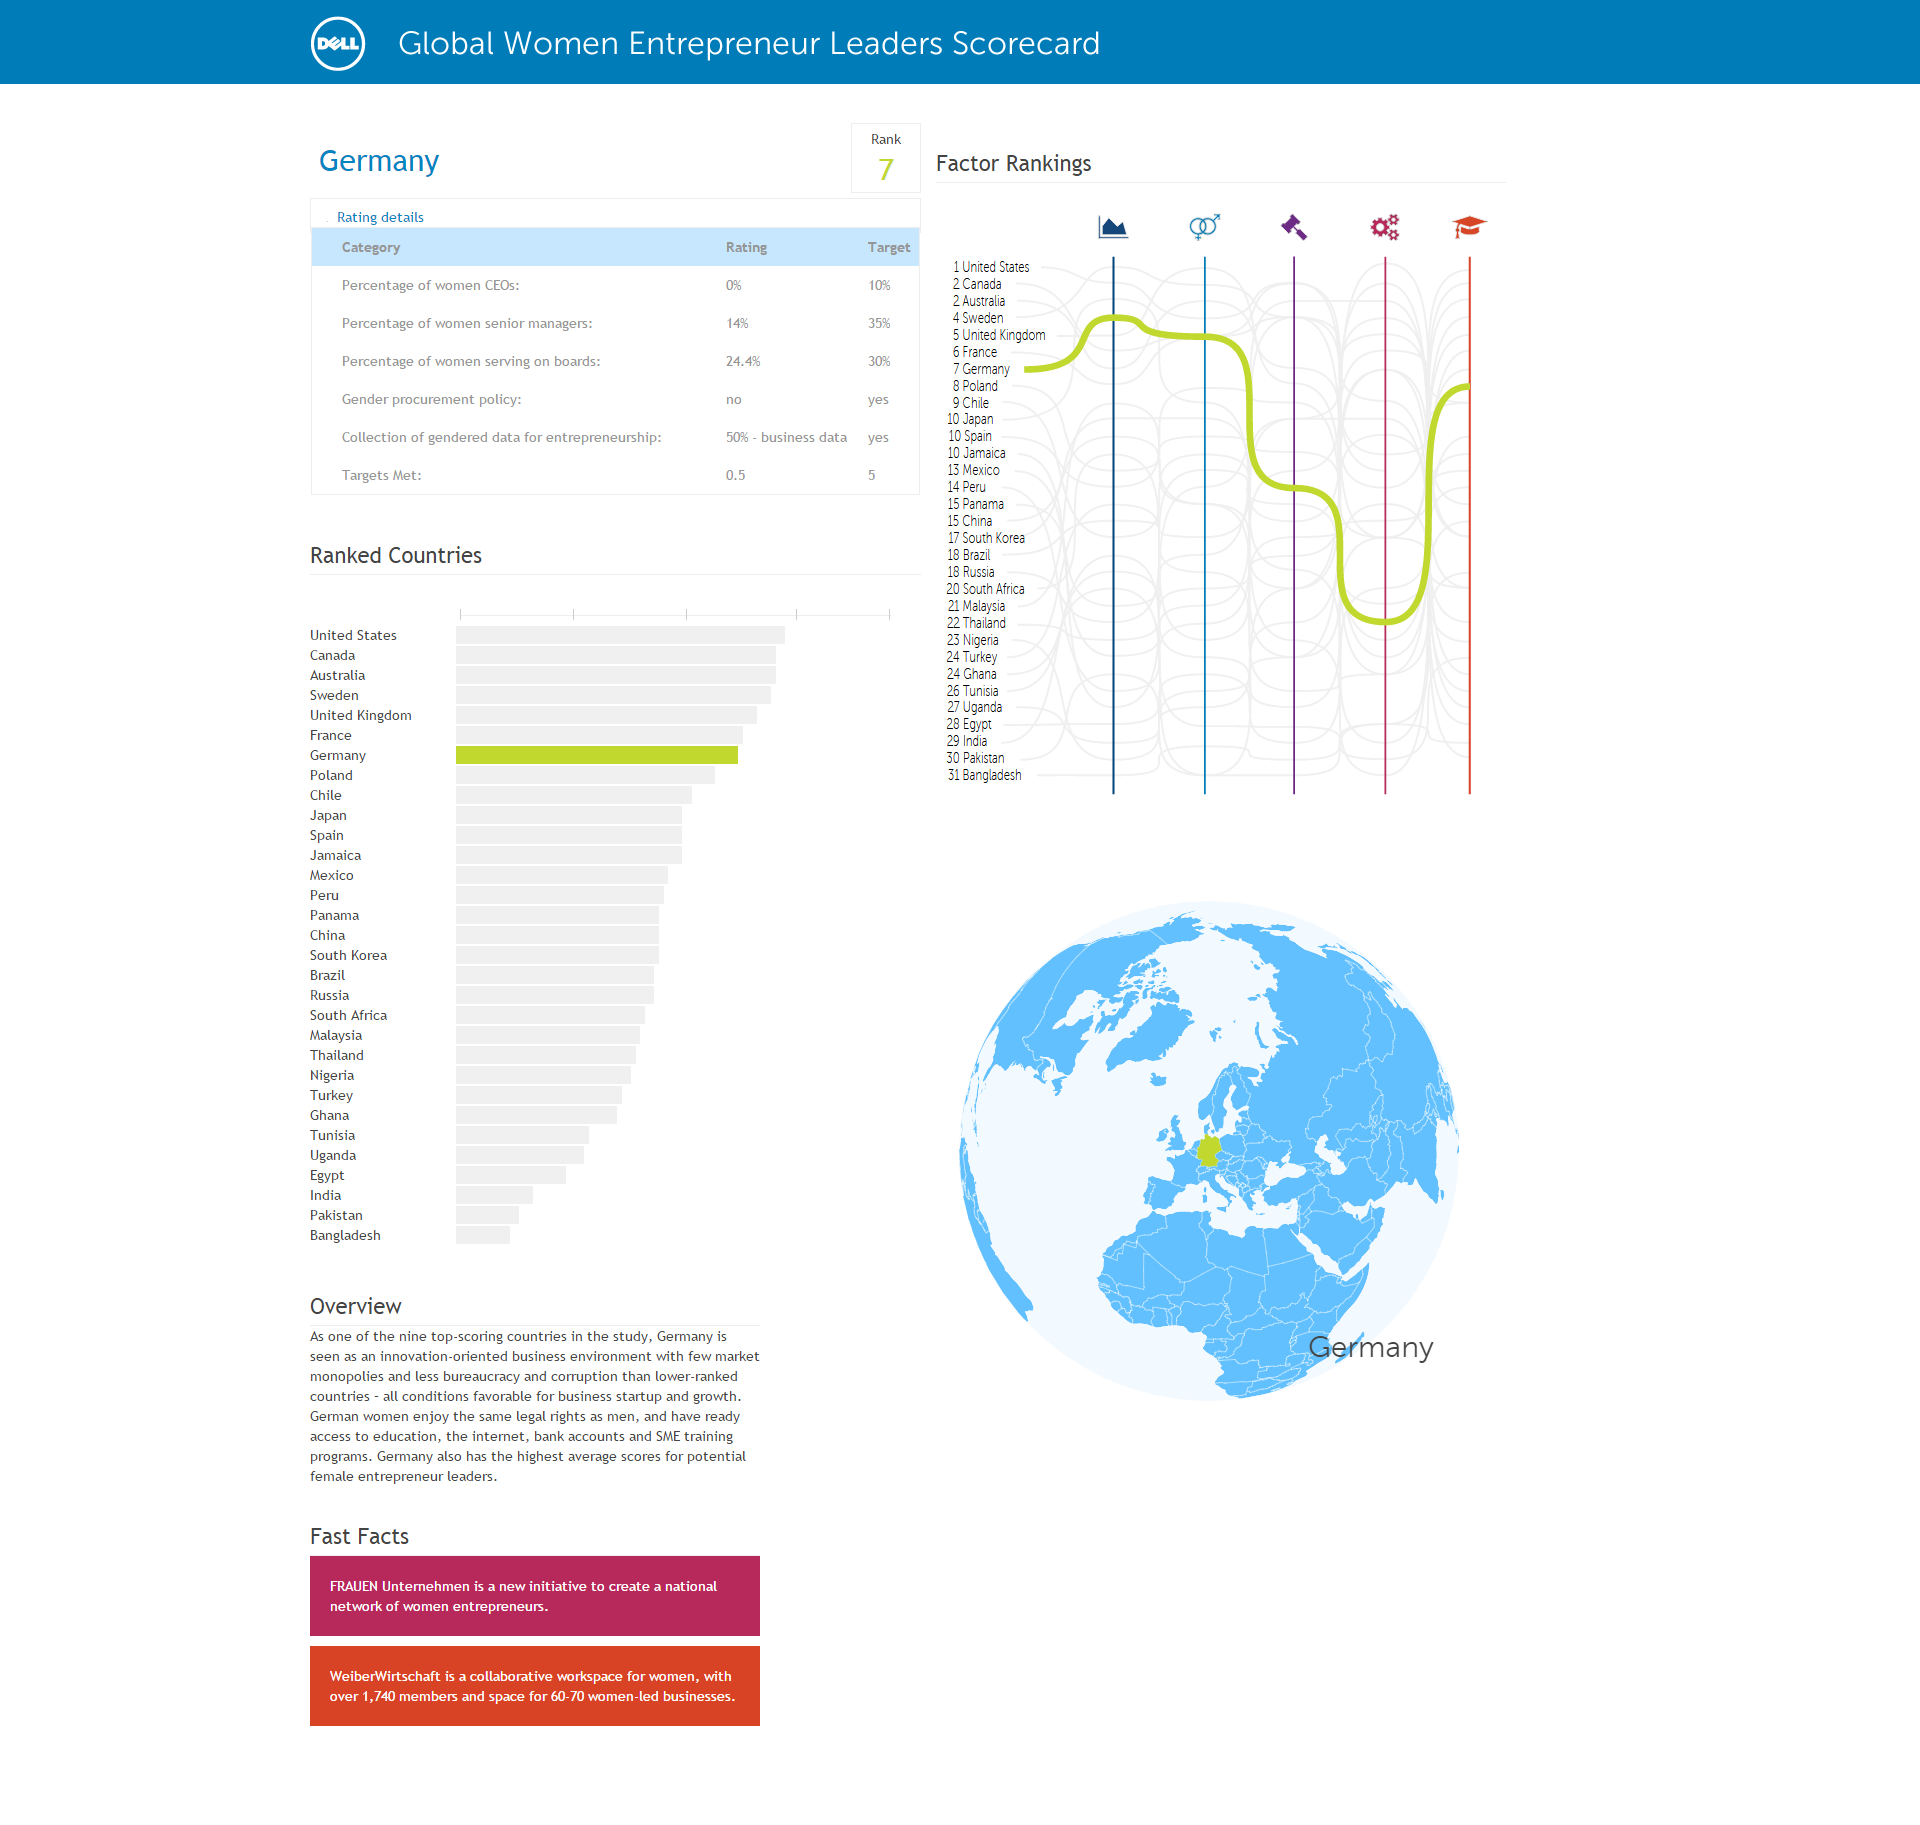 DELL
Global Women Entrepreneur Leaders Scorecard
Germany
Rank
7
Rating details
Category Rating Target
Percentage of women CEOs: 0% 10%
Percentage of women senior managers: 14% 35%
Percentage of women serving on boards: 24.4% 30%
Gender procurement policy: no yes
Collection of gendered data for entrepreneurship: 50% - business data yes
Targets Met: 0.5 5
Ranked Countries
United States
Canada
Australia
Sweden
United Kingdom
France
Germany
Poland
Chile
Japan
Spain
Jamaica
Mexico
Peru
Panama
China
South Korea
Brazil
Russia
South Africa
Malaysia
Thailand
Nigeria
Turkey
Ghana
Tunisia
Uganda
Egypt
India
Pakistan
Bangladesh
Overview
As one of the nine top-scoring countries in the study, Germany is
seen as an innovation-oriented business environment with few market
monopolies and less bureaucracy and corruption than lower-ranked
countries – all conditions favorable for business startup and growth.
German women enjoy the same legal rights as men, and have ready
access to education, the internet, bank accounts and SME training
programs. Germany also has the highest average scores for potential
female entrepreneur leaders.
Fast Facts
FRAUEN Unternehmen is a new initiative to create a national
network of women entrepreneurs.
WeiberWirtschaft is a collaborative workspace for women, with
over 1,740 members and space for 60-70 women-led businesses.
Factor Rankings
1 United States
2 Canada
2 Australia
4 Sweden
5 United Kingdom
6 France
7 Germany
8 Poland
9 Chile
10 Japan
10 Spain
10 Jamaica
13 Mexico
14 Peru
15 Panama
15 China
17 South Korea
18 Brazil
18 Russia
20 South Africa
21 Malaysia
22 Thailand
23 Nigeria
24 Turkey
24 Ghana
26 Tunisia
27 Uganda
28 Egypt
29 India
30 Pakistan
31 Bangladesh
Germany